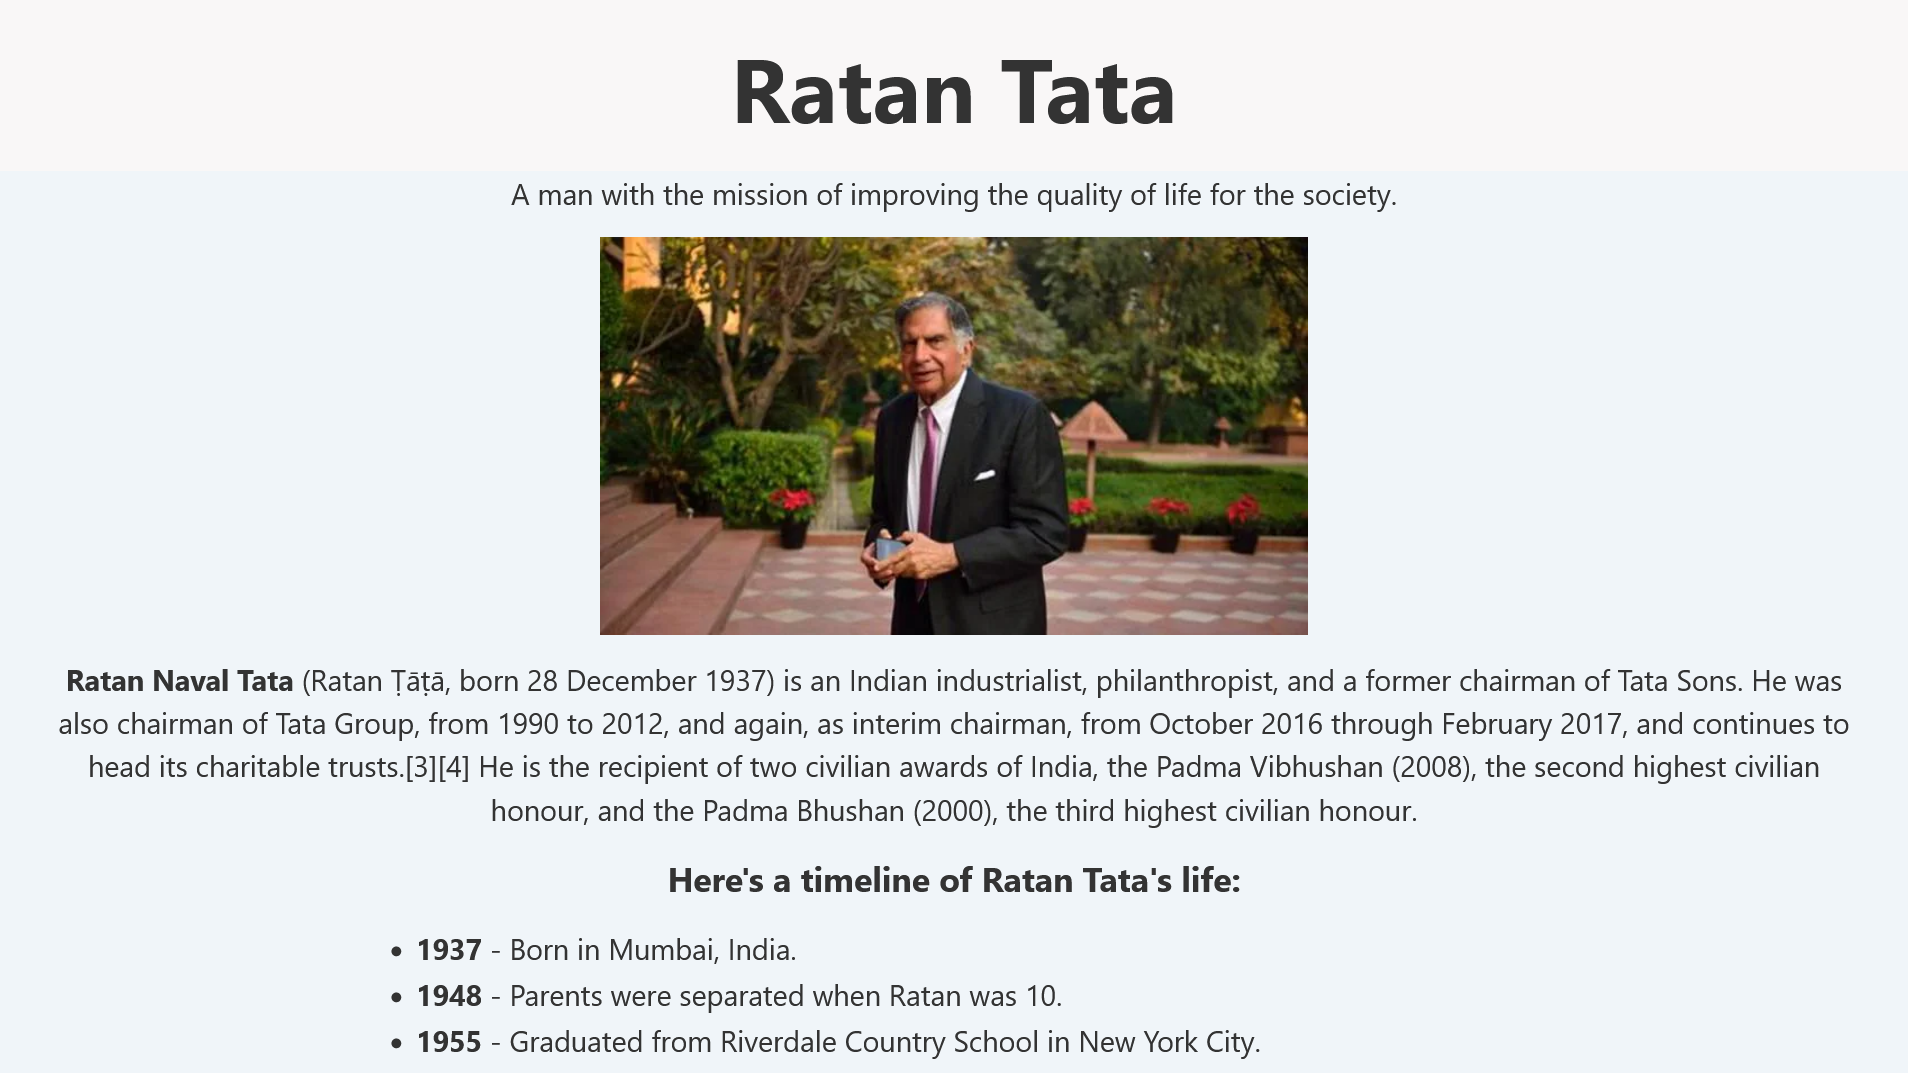 Ratan Tata
A man with the mission of improving the quality of life for the society.
Ratan Naval Tata (Ratan Ṭāṭā, born 28 December 1937) is an Indian industrialist, philanthropist, and a former chairman of Tata Sons. He was
also chairman of Tata Group, from 1990 to 2012, and again, as interim chairman, from October 2016 through February 2017, and continues to
head its charitable trusts.[3][4] He is the recipient of two civilian awards of India, the Padma Vibhushan (2008), the second highest civilian
honour, and the Padma Bhushan (2000), the third highest civilian honour.
Here's a timeline of Ratan Tata's life:
• 1937 - Born in Mumbai, India.
• 1948 - Parents were separated when Ratan was 10.
• 1955 - Graduated from Riverdale Country School in New York City.